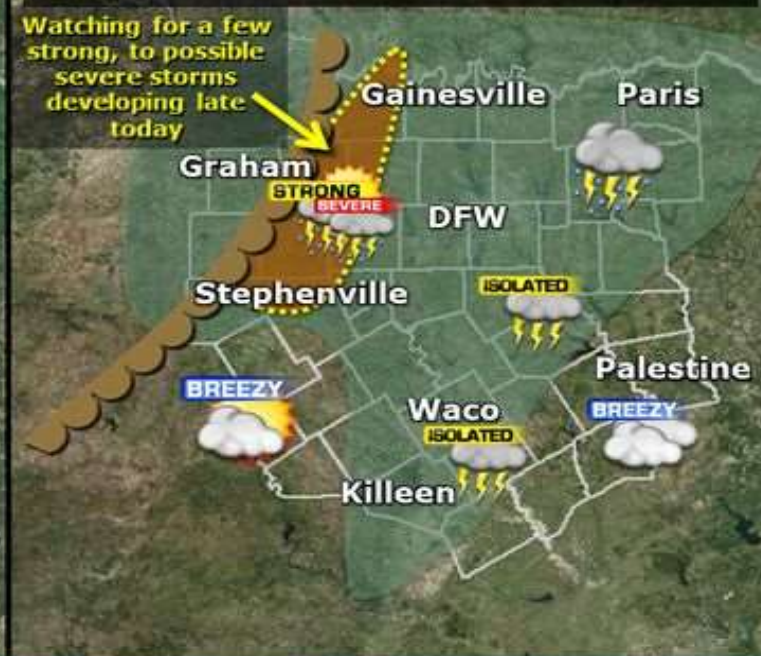 Watching for a few
strong, to possible
severe storms
developing late
today
Gainesville
Paris
Graham
STRONG
SEVERE
DFW
Stephenville
ISOLATED
Palestine
BREEZY
Waco
BREEZY
ISOLATED
Killeen